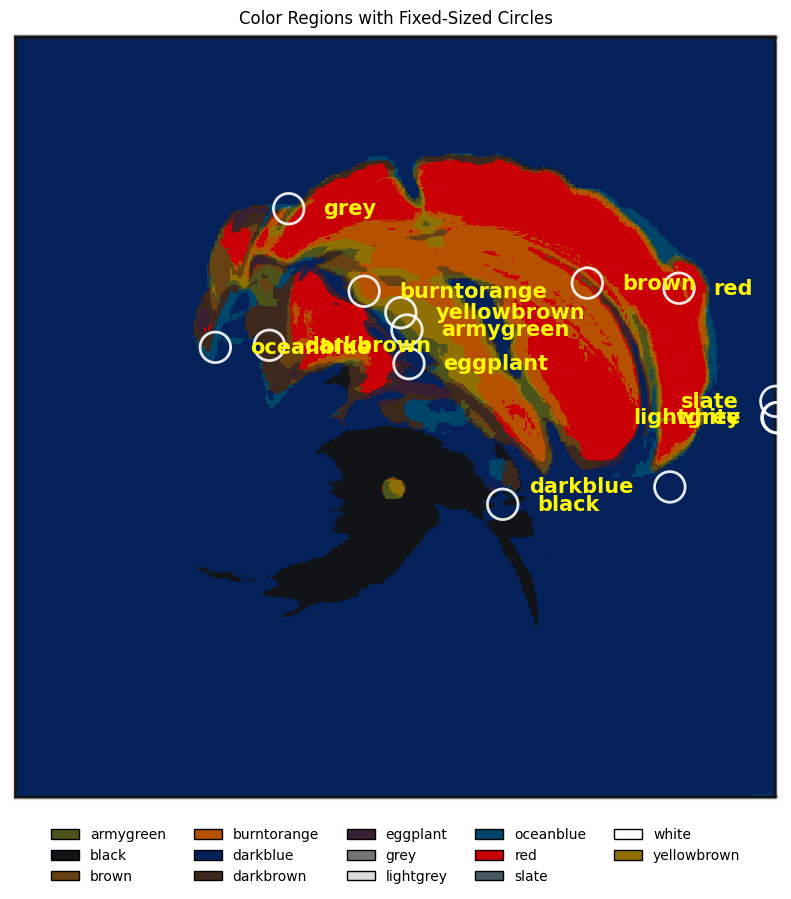 Color Regions with Fixed-Sized Circles
grey
burntorange
brown
red
yellowbrown
armygreen
oceanblue
darkbrown
eggplant
slate
lightgrey
white
darkblue
black
armygreen
burntorange
eggplant
oceanblue
white
black
darkblue
grey
red
yellowbrown
brown
darkbrown
lightgrey
slate